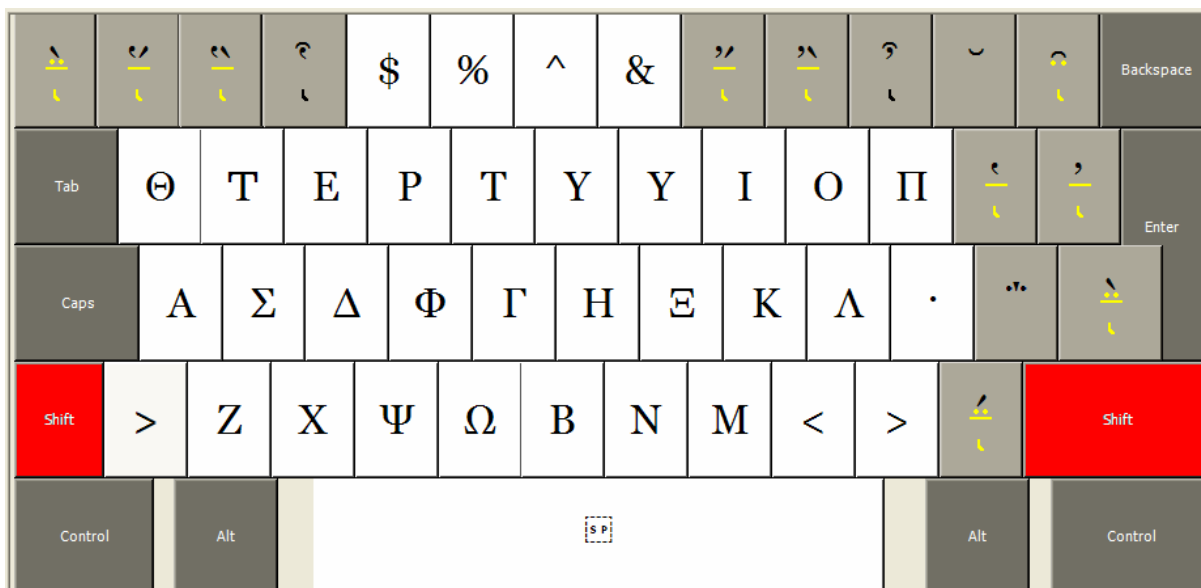 $ % ^ & Backspace
Tab Θ Τ Ε Ρ Τ Υ Υ Ι Ο Π Enter
Caps Α Σ Δ Φ Γ Η Ξ Κ Λ ·
Shift > Ζ Χ Ψ Ω Β Ν Μ < > Shift
Control Alt SP Alt Control